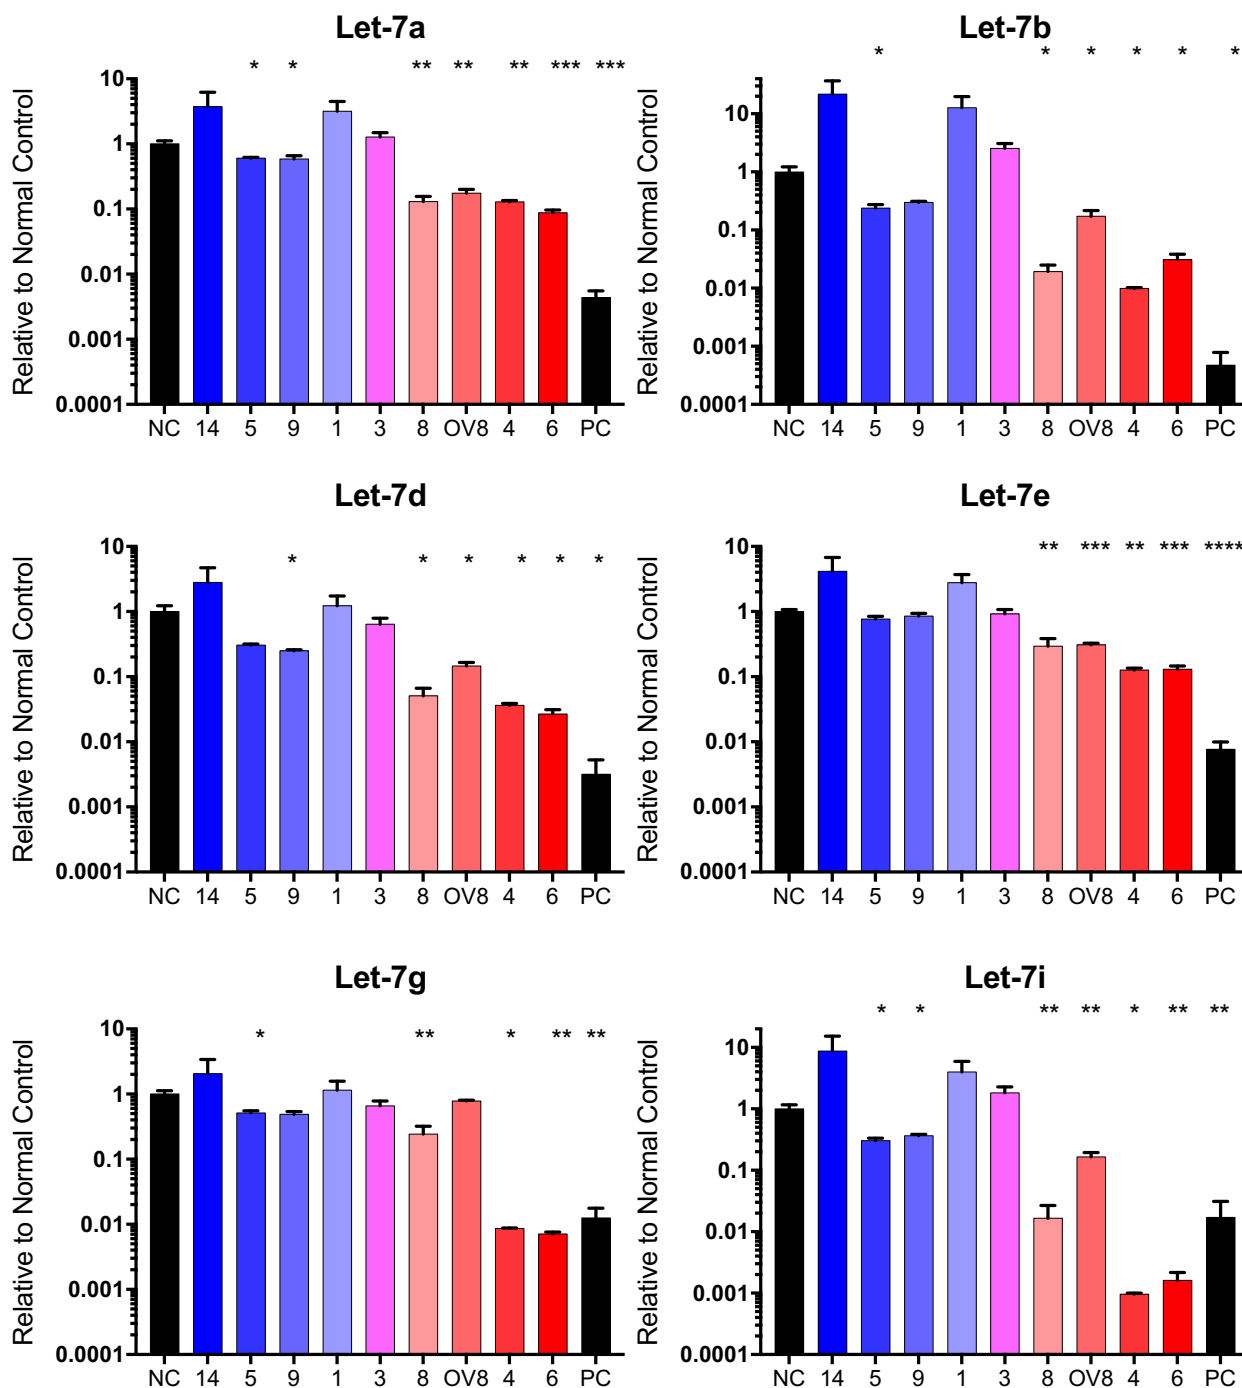 Let-7a
* * ** ** ** *** ***
Relative to Normal Control
10
1
0.1
0.01
0.001
0.0001
NC 14 5 9 1 3 8 OV8 4 6 PC
Let-7b
* * * * * *
Relative to Normal Control
10
1
0.1
0.01
0.001
0.0001
NC 14 5 9 1 3 8 OV8 4 6 PC
Let-7d
* * * * * *
Relative to Normal Control
10
1
0.1
0.01
0.001
0.0001
NC 14 5 9 1 3 8 OV8 4 6 PC
Let-7e
** *** ** *** ****
Relative to Normal Control
10
1
0.1
0.01
0.001
0.0001
NC 14 5 9 1 3 8 OV8 4 6 PC
Let-7g
* ** * ** **
Relative to Normal Control
10
1
0.1
0.01
0.001
0.0001
NC 14 5 9 1 3 8 OV8 4 6 PC
Let-7i
* * ** ** * ** **
Relative to Normal Control
10
1
0.1
0.01
0.001
0.0001
NC 14 5 9 1 3 8 OV8 4 6 PC